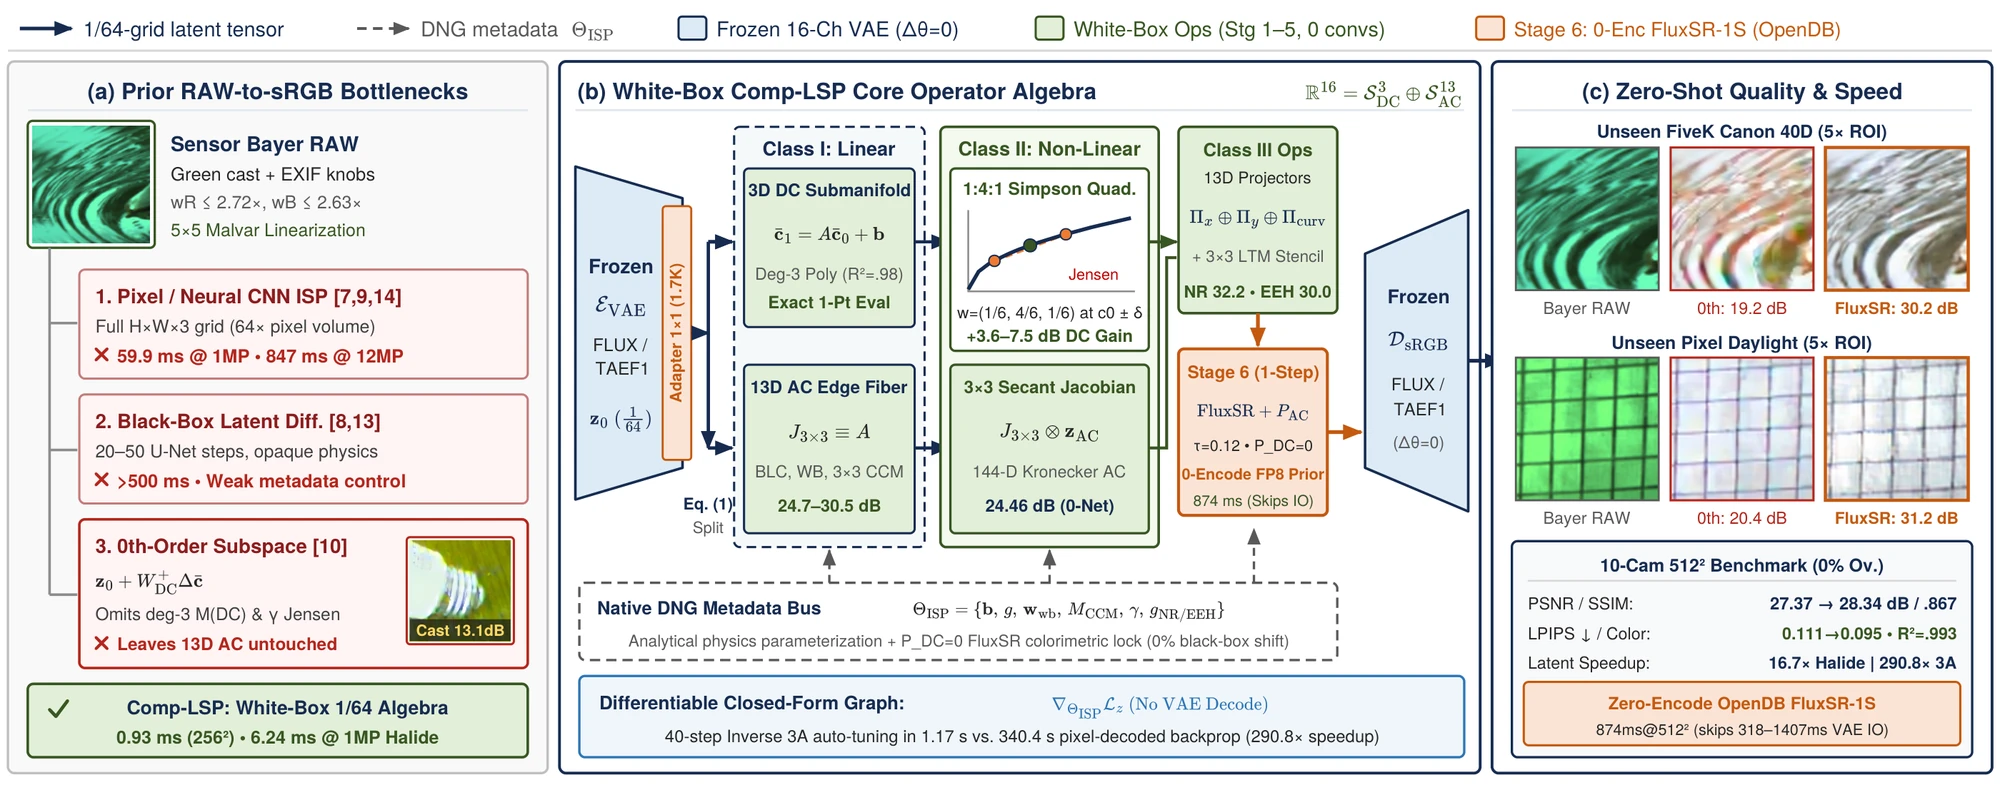 1/64-grid latent tensor
DNG metadata Θ_ISP
Frozen 16-Ch VAE (Δθ=0)
White-Box Ops (Stg 1–5, 0 convs)
Stage 6: 0-Enc FluxSR-1S (OpenDB)
(a) Prior RAW-to-sRGB Bottlenecks
Sensor Bayer RAW
Green cast + EXIF knobs
wR ≤ 2.72×, wB ≤ 2.63×
5×5 Malvar Linearization
1. Pixel / Neural CNN ISP [7,9,14]
Full H×W×3 grid (64× pixel volume)
✕ 59.9 ms @ 1MP • 847 ms @ 12MP
2. Black-Box Latent Diff. [8,13]
20–50 U-Net steps, opaque physics
✕ >500 ms • Weak metadata control
3. 0th-Order Subspace [10]
z₀ + W⁺_DC Δc̄
Omits deg-3 M(DC) & γ Jensen
✕ Leaves 13D AC untouched
Cast 13.1dB
✓ Comp-LSP: White-Box 1/64 Algebra
0.93 ms (256²) • 6.24 ms @ 1MP Halide
(b) White-Box Comp-LSP Core Operator Algebra
ℝ¹⁶ = 𝒮³_DC ⊕ 𝒮¹³_AC
Frozen
ℰ_VAE
FLUX /
TAEF1
z₀ (1/64)
Adapter 1×1 (1.7K)
Eq. (1)
Split
Class I: Linear
3D DC Submanifold
c̄₁ = Ac̄₀ + b
Deg-3 Poly (R²=.98)
Exact 1-Pt Eval
13D AC Edge Fiber
J₃ₓ₃ ≡ A
BLC, WB, 3×3 CCM
24.7–30.5 dB
Class II: Non-Linear
1:4:1 Simpson Quad.
Jensen
w=(1/6, 4/6, 1/6) at c0 ± δ
+3.6–7.5 dB DC Gain
3×3 Secant Jacobian
J₃ₓ₃ ⊗ z_AC
144-D Kronecker AC
24.46 dB (0-Net)
Class III Ops
13D Projectors
Π_x ⊕ Π_y ⊕ Π_curv
+ 3×3 LTM Stencil
NR 32.2 • EEH 30.0
Stage 6 (1-Step)
FluxSR + P_AC
τ=0.12 • P_DC=0
0-Encode FP8 Prior
874 ms (Skips IO)
Frozen
𝒟_sRGB
FLUX /
TAEF1
(Δθ=0)
Native DNG Metadata Bus
Θ_ISP = {b, g, w_wb, M_CCM, γ, g_NR/EEH}
Analytical physics parameterization + P_DC=0 FluxSR colorimetric lock (0% black-box shift)
Differentiable Closed-Form Graph:
∇_Θ_ISP ℒ_z (No VAE Decode)
40-step Inverse 3A auto-tuning in 1.17 s vs. 340.4 s pixel-decoded backprop (290.8× speedup)
(c) Zero-Shot Quality & Speed
Unseen FiveK Canon 40D (5× ROI)
Bayer RAW
0th: 19.2 dB
FluxSR: 30.2 dB
Unseen Pixel Daylight (5× ROI)
Bayer RAW
0th: 20.4 dB
FluxSR: 31.2 dB
10-Cam 512² Benchmark (0% Ov.)
PSNR / SSIM: 27.37 → 28.34 dB / .867
LPIPS ↓ / Color: 0.111→0.095 • R²=.993
Latent Speedup: 16.7× Halide | 290.8× 3A
Zero-Encode OpenDB FluxSR-1S
874ms@512² (skips 318–1407ms VAE IO)